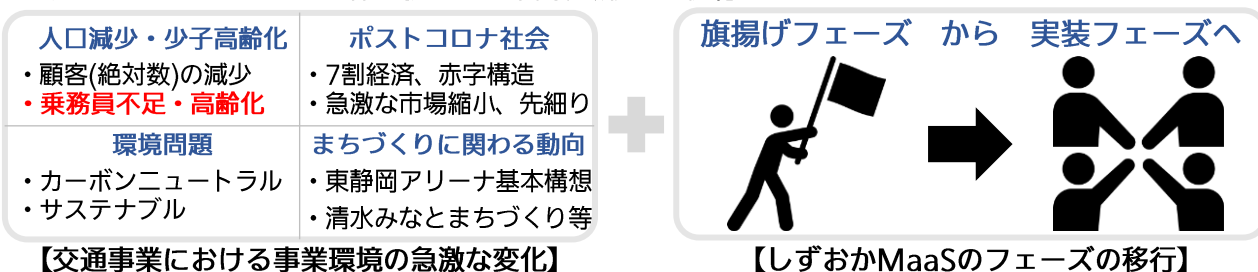 人口減少・少子高齢化
・顧客(絶対数)の減少
・乗務員不足・高齢化
ポストコロナ社会
・7割経済、赤字構造
・急激な市場縮小、先細り
環境問題
・カーボンニュートラル
・サステナブル
まちづくりに関わる動向
・東静岡アリーナ基本構想
・清水みなとまちづくり等
【交通事業における事業環境の急激な変化】
旗揚げフェーズ から 実装フェーズへ
【しずおかMaaSのフェーズの移行】